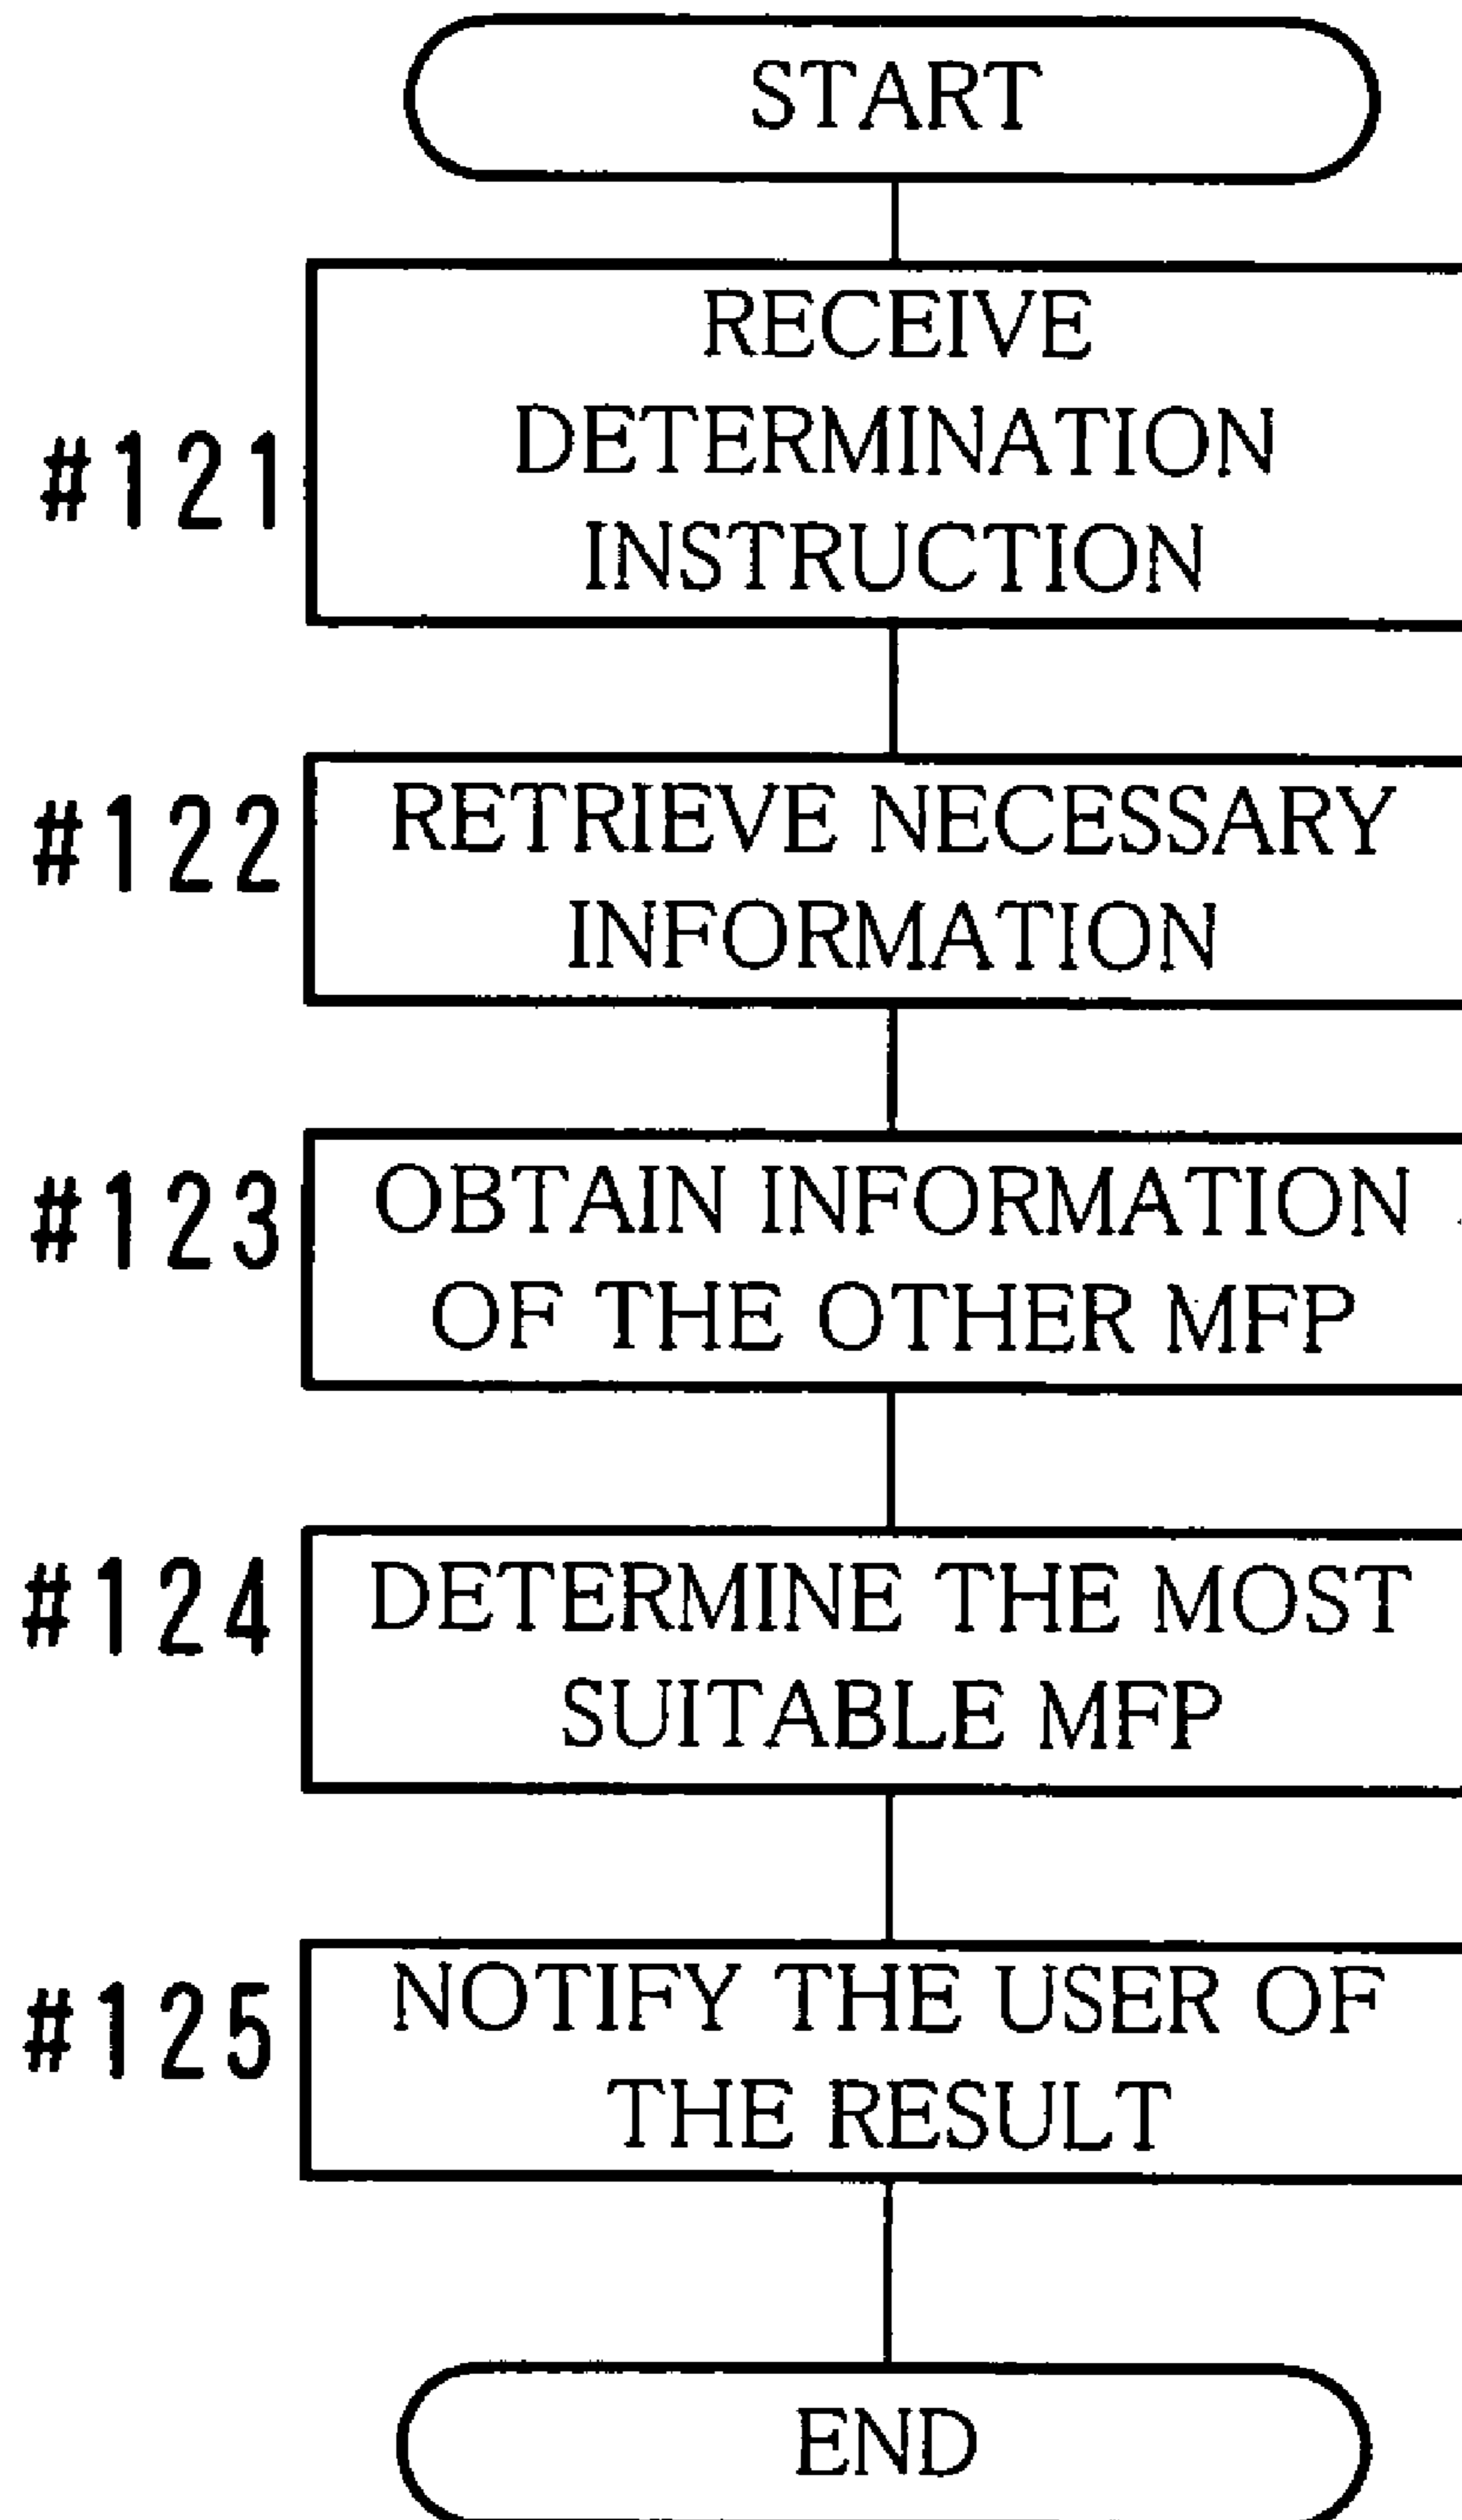 START
RECEIVE
DETERMINATION
#121
INSTRUCTION
RETRIEVE NECESSARY
#122
INFORMATION
OBTAIN INFORMATION
#123
OF THE OTHER MFP
DETERMINE THE MOST
#124
SUITABLE MFP
NOTIFY THE USER OF
#125
THE RESULT
END